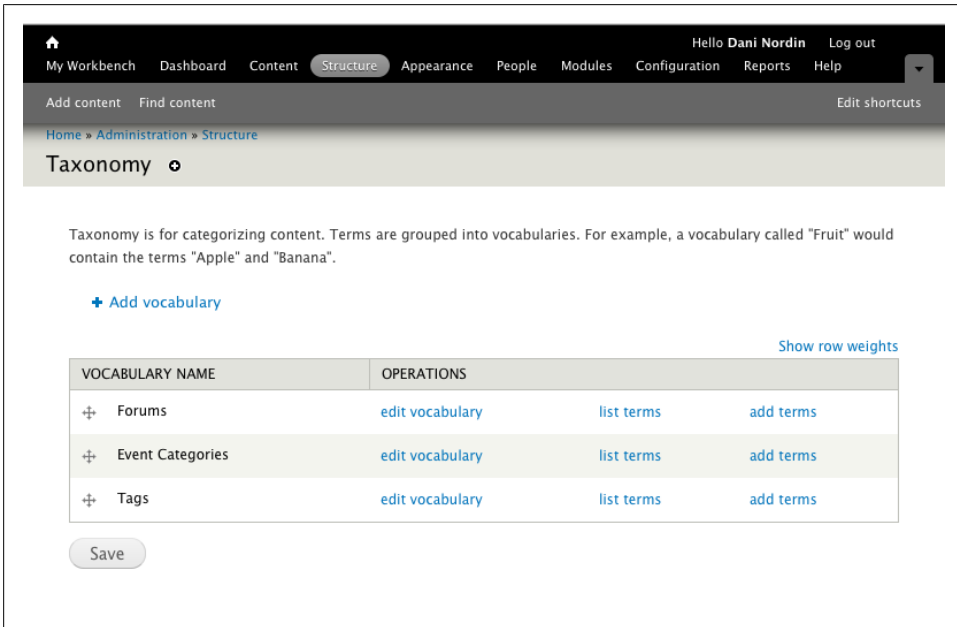 Hello Dani Nordin Log out
My Workbench Dashboard Content Structure Appearance People Modules Configuration Reports Help
Add content Find content Edit shortcuts
Home » Administration » Structure
Taxonomy
Taxonomy is for categorizing content. Terms are grouped into vocabularies. For example, a vocabulary called "Fruit" would
contain the terms "Apple" and "Banana".
Add vocabulary
Show row weights
VOCABULARY NAME OPERATIONS
Forums edit vocabulary list terms add terms
Event Categories edit vocabulary list terms add terms
Tags edit vocabulary list terms add terms
Save